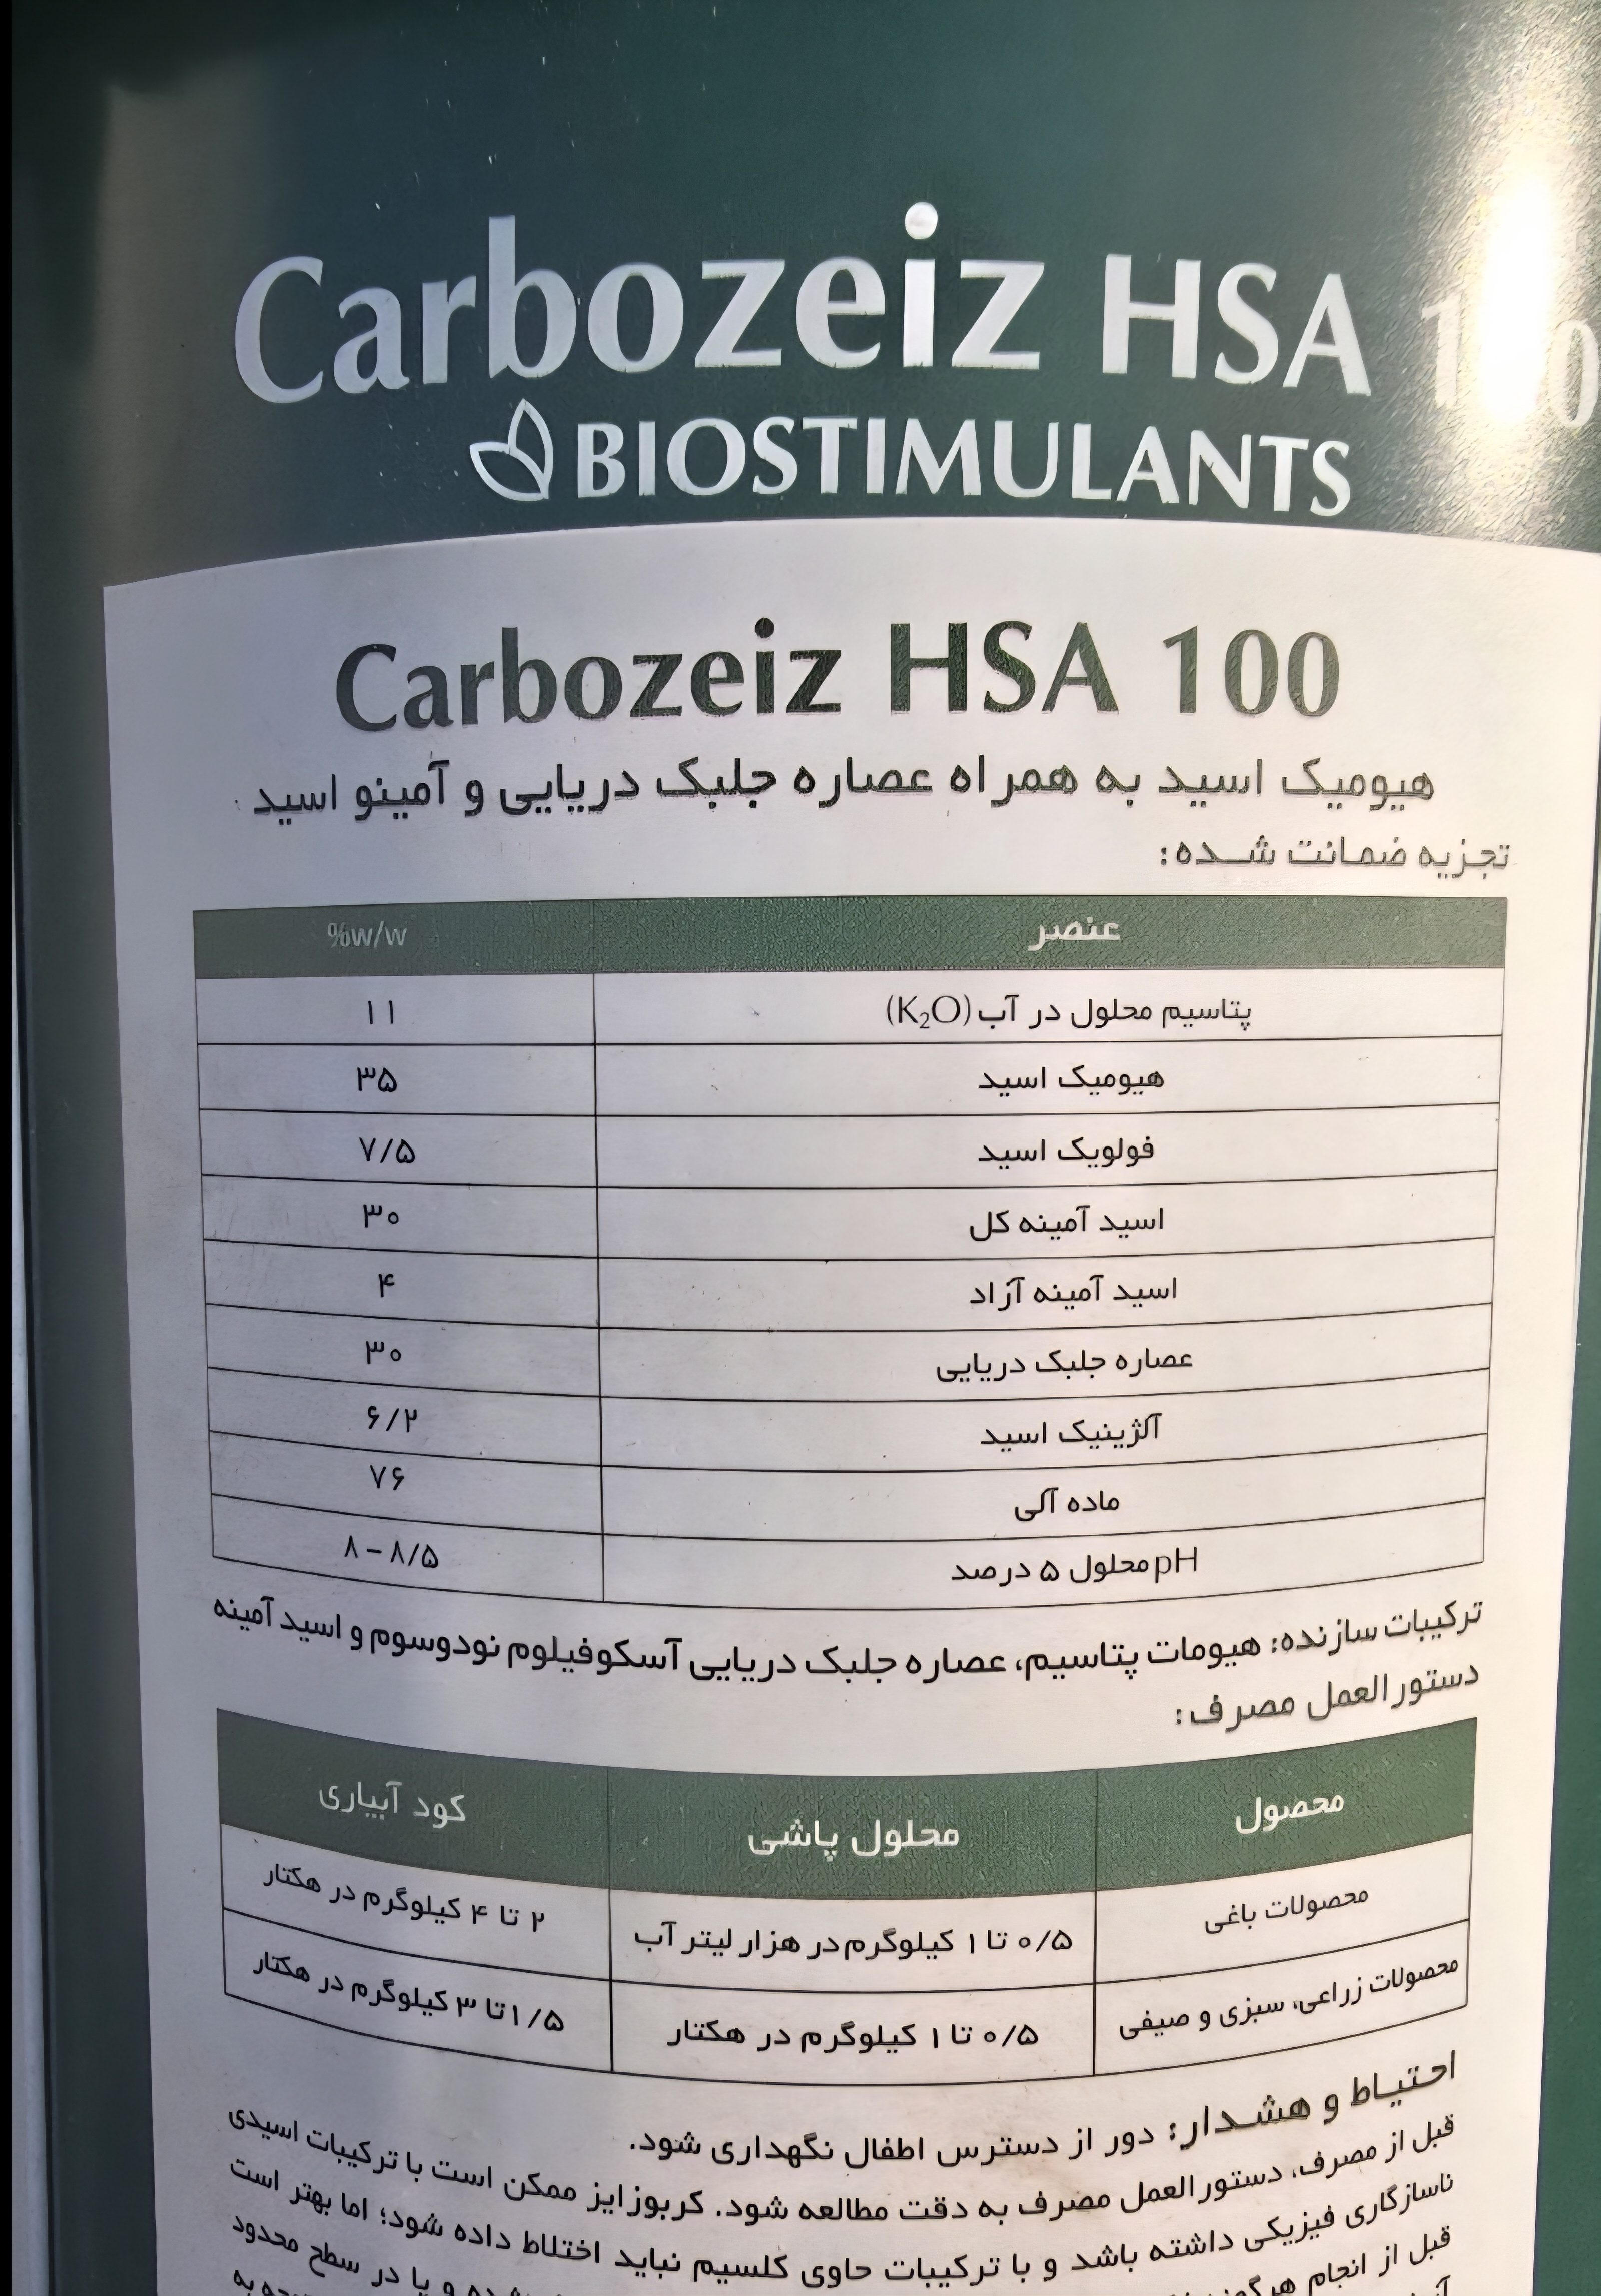 Carbozeiz HSA 100
BIOSTIMULANTS
Carbozeiz HSA 100
هیومیک اسید به همراه عصاره جلبک دریایی و آمینو اسید
تجزیه ضمانت شده:
عنصر %w/w
پتاسیم محلول در آب (K₂O) ۱۱
هیومیک اسید ۳۵
فولویک اسید ۷/۵
اسید آمینه کل ۳۰
اسید آمینه آزاد ۴
عصاره جلبک دریایی ۳۰
آلژینیک اسید ۶/۲
ماده آلی ۷۶
pH محلول ۵ درصد ۸ – ۸/۵
ترکیبات سازنده: هیومات پتاسیم، عصاره جلبک دریایی آسکوفیلوم نودوسوم و اسید آمینه
دستورالعمل مصرف:
محصول محلول پاشی کود آبیاری
محصولات باغی ۰/۵ تا ۱ کیلوگرم در هزار لیتر آب ۲ تا ۴ کیلوگرم در هکتار
محصولات زراعی، سبزی و صیفی ۰/۵ تا ۱ کیلوگرم در هکتار ۱/۵ تا ۳ کیلوگرم در هکتار
احتیاط و هشدار: دور از دسترس اطفال نگهداری شود.
قبل از مصرف، دستورالعمل مصرف به دقت مطالعه شود. کربوزایز ممکن است با ترکیبات اسیدی
ناسازگاری فیزیکی داشته باشد و با ترکیبات حاوی کلسیم نباید اختلاط داده شود؛ اما بهتر است
قبل از انجام هرگونه و یا در سطح محدود